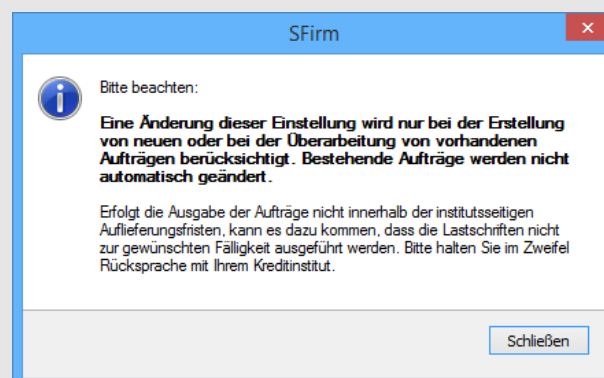 SFirm
Bitte beachten:
Eine Änderung dieser Einstellung wird nur bei der Erstellung
von neuen oder bei der Überarbeitung von vorhandenen
Aufträgen berücksichtigt. Bestehende Aufträge werden nicht
automatisch geändert.
Erfolgt die Ausgabe der Aufträge nicht innerhalb der institutsseitigen
Auflieferungsfristen, kann es dazu kommen, dass die Lastschriften nicht
zur gewünschten Fälligkeit ausgeführt werden. Bitte halten Sie im Zweifel
Rücksprache mit Ihrem Kreditinstitut.
Schließen